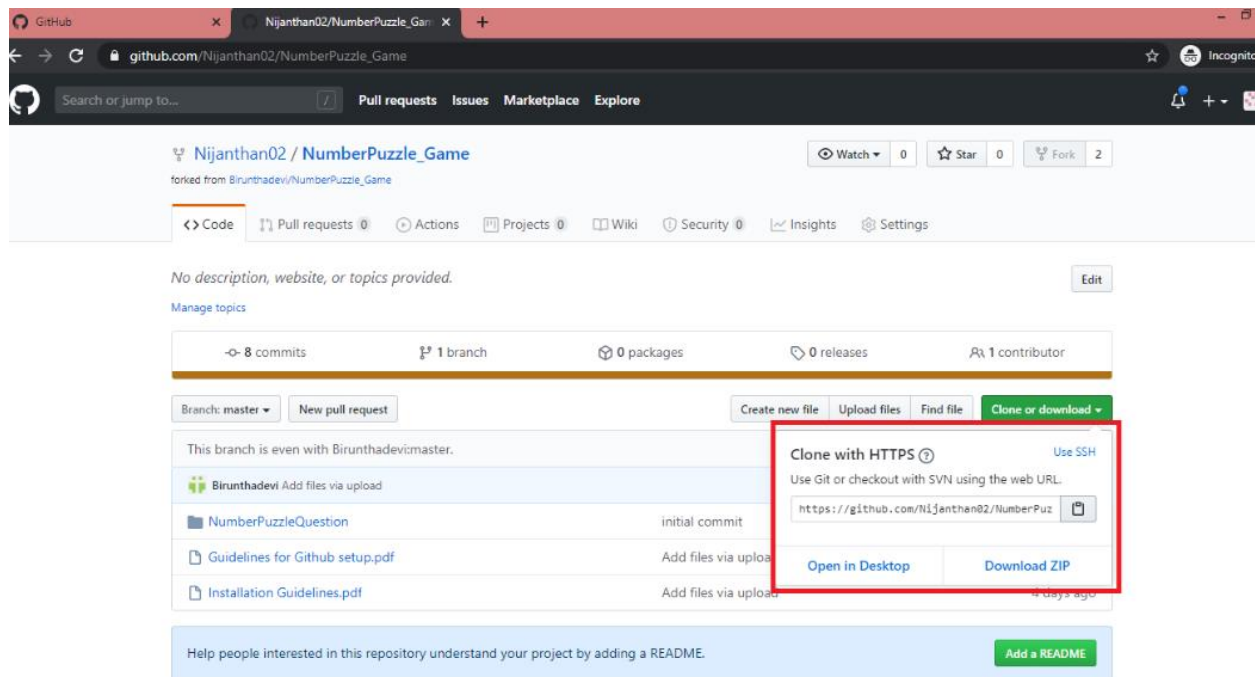 GitHub
Nijanthan02/NumberPuzzle_Gam
github.com/Nijanthan02/NumberPuzzle_Game
Incognito
Search or jump to... / Pull requests Issues Marketplace Explore
Nijanthan02 / NumberPuzzle_Game
Watch 0 Star 0 Fork 2
forked from Birunthadevi/NumberPuzzle_Game
Code Pull requests 0 Actions Projects 0 Wiki Security 0 Insights Settings
No description, website, or topics provided.
Edit
Manage topics
8 commits 1 branch 0 packages 0 releases 1 contributor
Branch: master New pull request Create new file Upload files Find file Clone or download
This branch is even with Birunthadevi:master.
Birunthadevi Add files via upload
NumberPuzzleQuestion initial commit
Guidelines for Github setup.pdf Add files via upload
Installation Guidelines.pdf Add files via upload 4 days ago
Clone with HTTPS ? Use SSH
Use Git or checkout with SVN using the web URL.
https://github.com/Nijanthan02/NumberPuz
Open in Desktop Download ZIP
Help people interested in this repository understand your project by adding a README.
Add a README